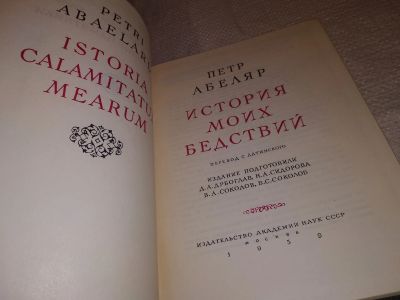 PETRI
ABAELARDI
ISTORIA
CALAMITATUM
MEARUM
ПЕТР
АБЕЛЯР
ИСТОРИЯ
МОИХ
БЕДСТВИЙ
ПЕРЕВОД С ЛАТИНСКОГО
ИЗДАНИЕ ПОДГОТОВИЛИ
Д.А.ДРБОГЛАВ, Н.А.СИДОРОВА
В.А.СОКОЛОВ, В.С.СОКОЛОВ
ИЗДАТЕЛЬСТВО АКАДЕМИИ НАУК СССР
МОСКВА
1959